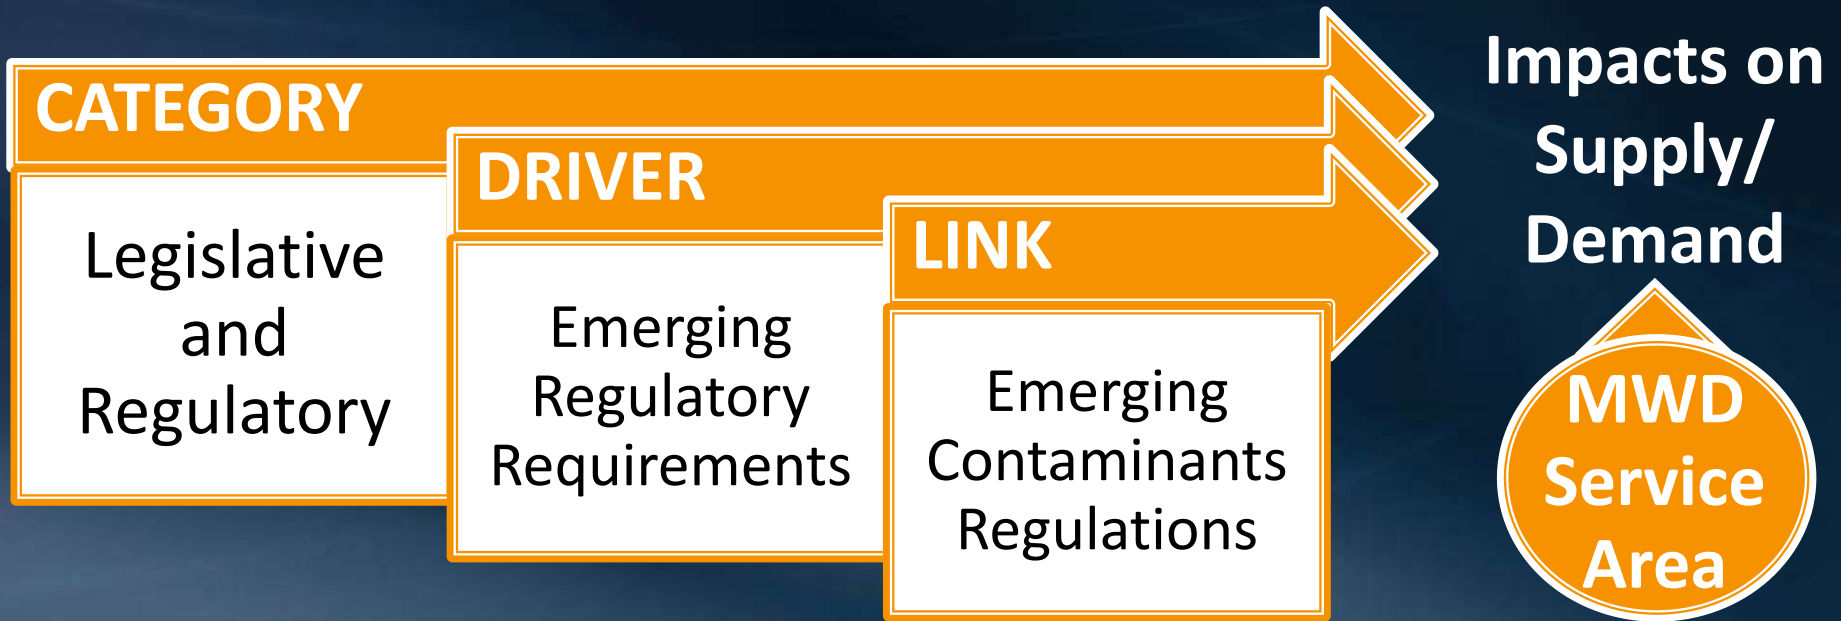 CATEGORY
Legislative
and
Regulatory
DRIVER
Emerging
Regulatory
Requirements
LINK
Emerging
Contaminants
Regulations
Impacts on
Supply/
Demand
MWD
Service
Area